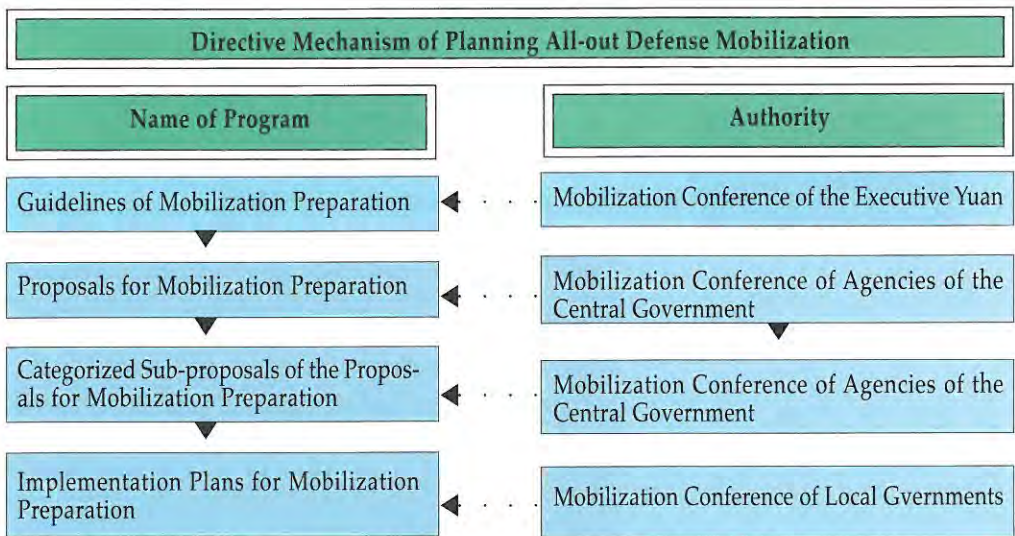 Directive Mechanism of Planning All-out Defense Mobilization
Name of Program
Authority
Guidelines of Mobilization Preparation
Mobilization Conference of the Executive Yuan
Proposals for Mobilization Preparation
Mobilization Conference of Agencies of the
Central Government
Categorized Sub-proposals of the Propos-
als for Mobilization Preparation
Mobilization Conference of Agencies of the
Central Government
Implementation Plans for Mobilization
Preparation
Mobilization Conference of Local Gvernments